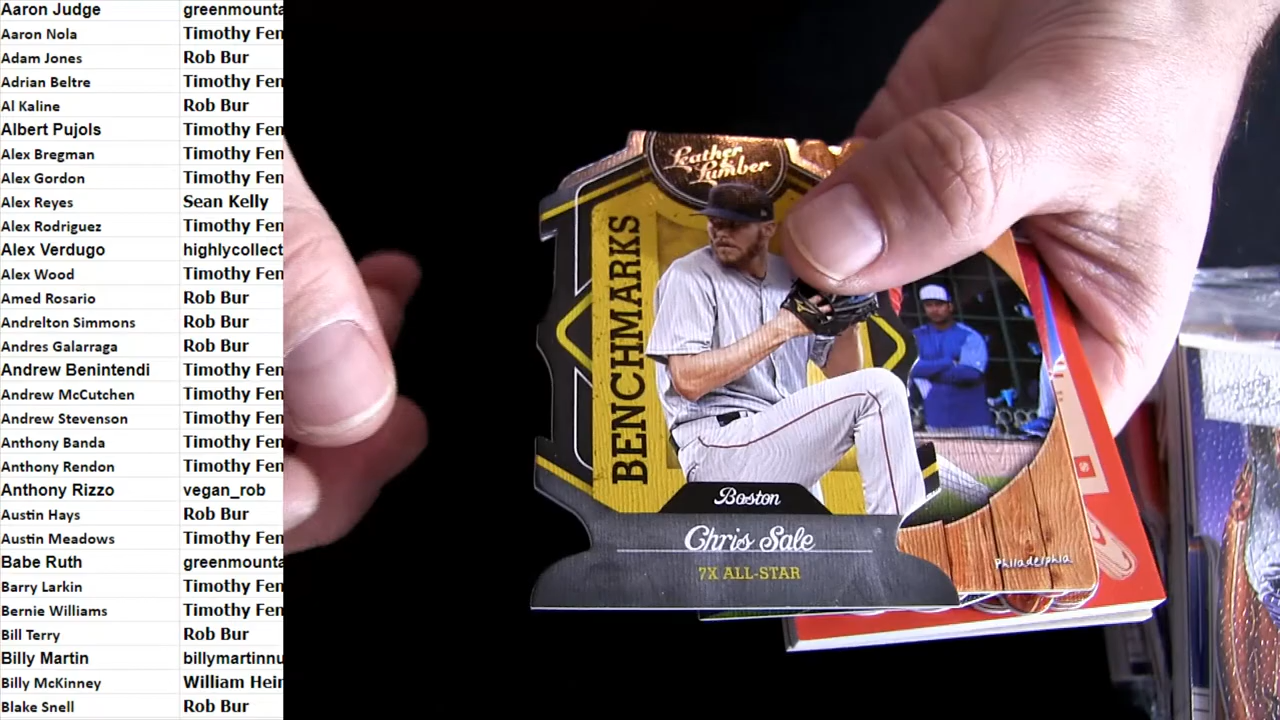 Aaron Judge greenmounta
Aaron Nola Timothy Fen
Adam Jones Rob Bur
Adrian Beltre Timothy Fen
Al Kaline Rob Bur
Albert Pujols Timothy Fen
Alex Bregman Timothy Fen
Alex Gordon Timothy Fen
Alex Reyes Sean Kelly
Alex Rodriguez Timothy Fen
Alex Verdugo highlycollect
Alex Wood Timothy Fen
Amed Rosario Rob Bur
Andrelton Simmons Rob Bur
Andres Galarraga Rob Bur
Andrew Benintendi Timothy Fen
Andrew McCutchen Timothy Fen
Andrew Stevenson Timothy Fen
Anthony Banda Timothy Fen
Anthony Rendon Timothy Fen
Anthony Rizzo vegan_rob
Austin Hays Rob Bur
Austin Meadows Timothy Fen
Babe Ruth greenmounta
Barry Larkin Timothy Fen
Bernie Williams Timothy Fen
Bill Terry Rob Bur
Billy Martin billymartinnu
Billy McKinney William Hein
Blake Snell Rob Bur
Leather &
Lumber
BENCHMARKS
Boston
Chris Sale
7X ALL-STAR
Philadelphia